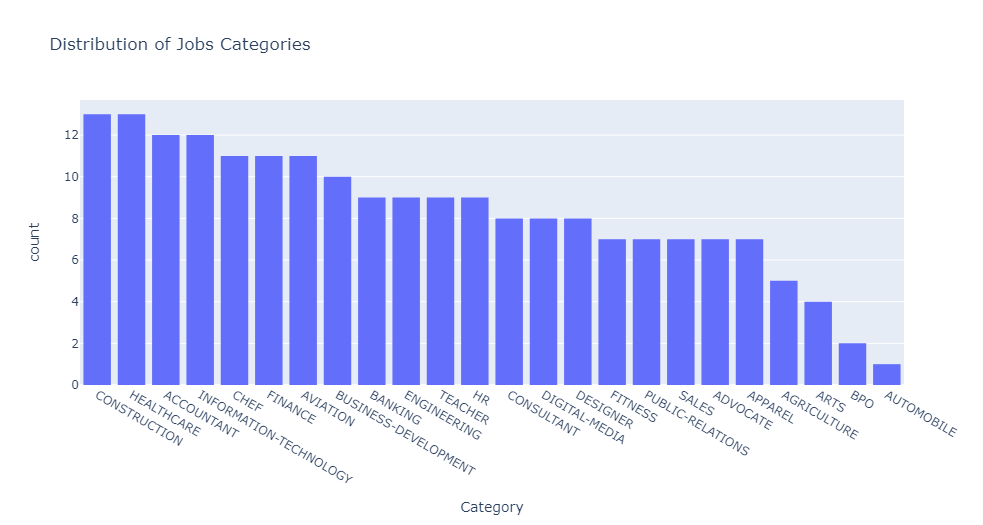 Distribution of Jobs Categories
count
12
10
8
6
4
2
0
CONSTRUCTION
HEALTHCARE
ACCOUNTANT
INFORMATION-TECHNOLOGY
CHEF
FINANCE
AVIATION
BUSINESS-DEVELOPMENT
BANKING
ENGINEERING
TEACHER
HR
CONSULTANT
DIGITAL-MEDIA
DESIGNER
FITNESS
PUBLIC-RELATIONS
SALES
ADVOCATE
APPAREL
AGRICULTURE
ARTS
BPO
AUTOMOBILE
Category